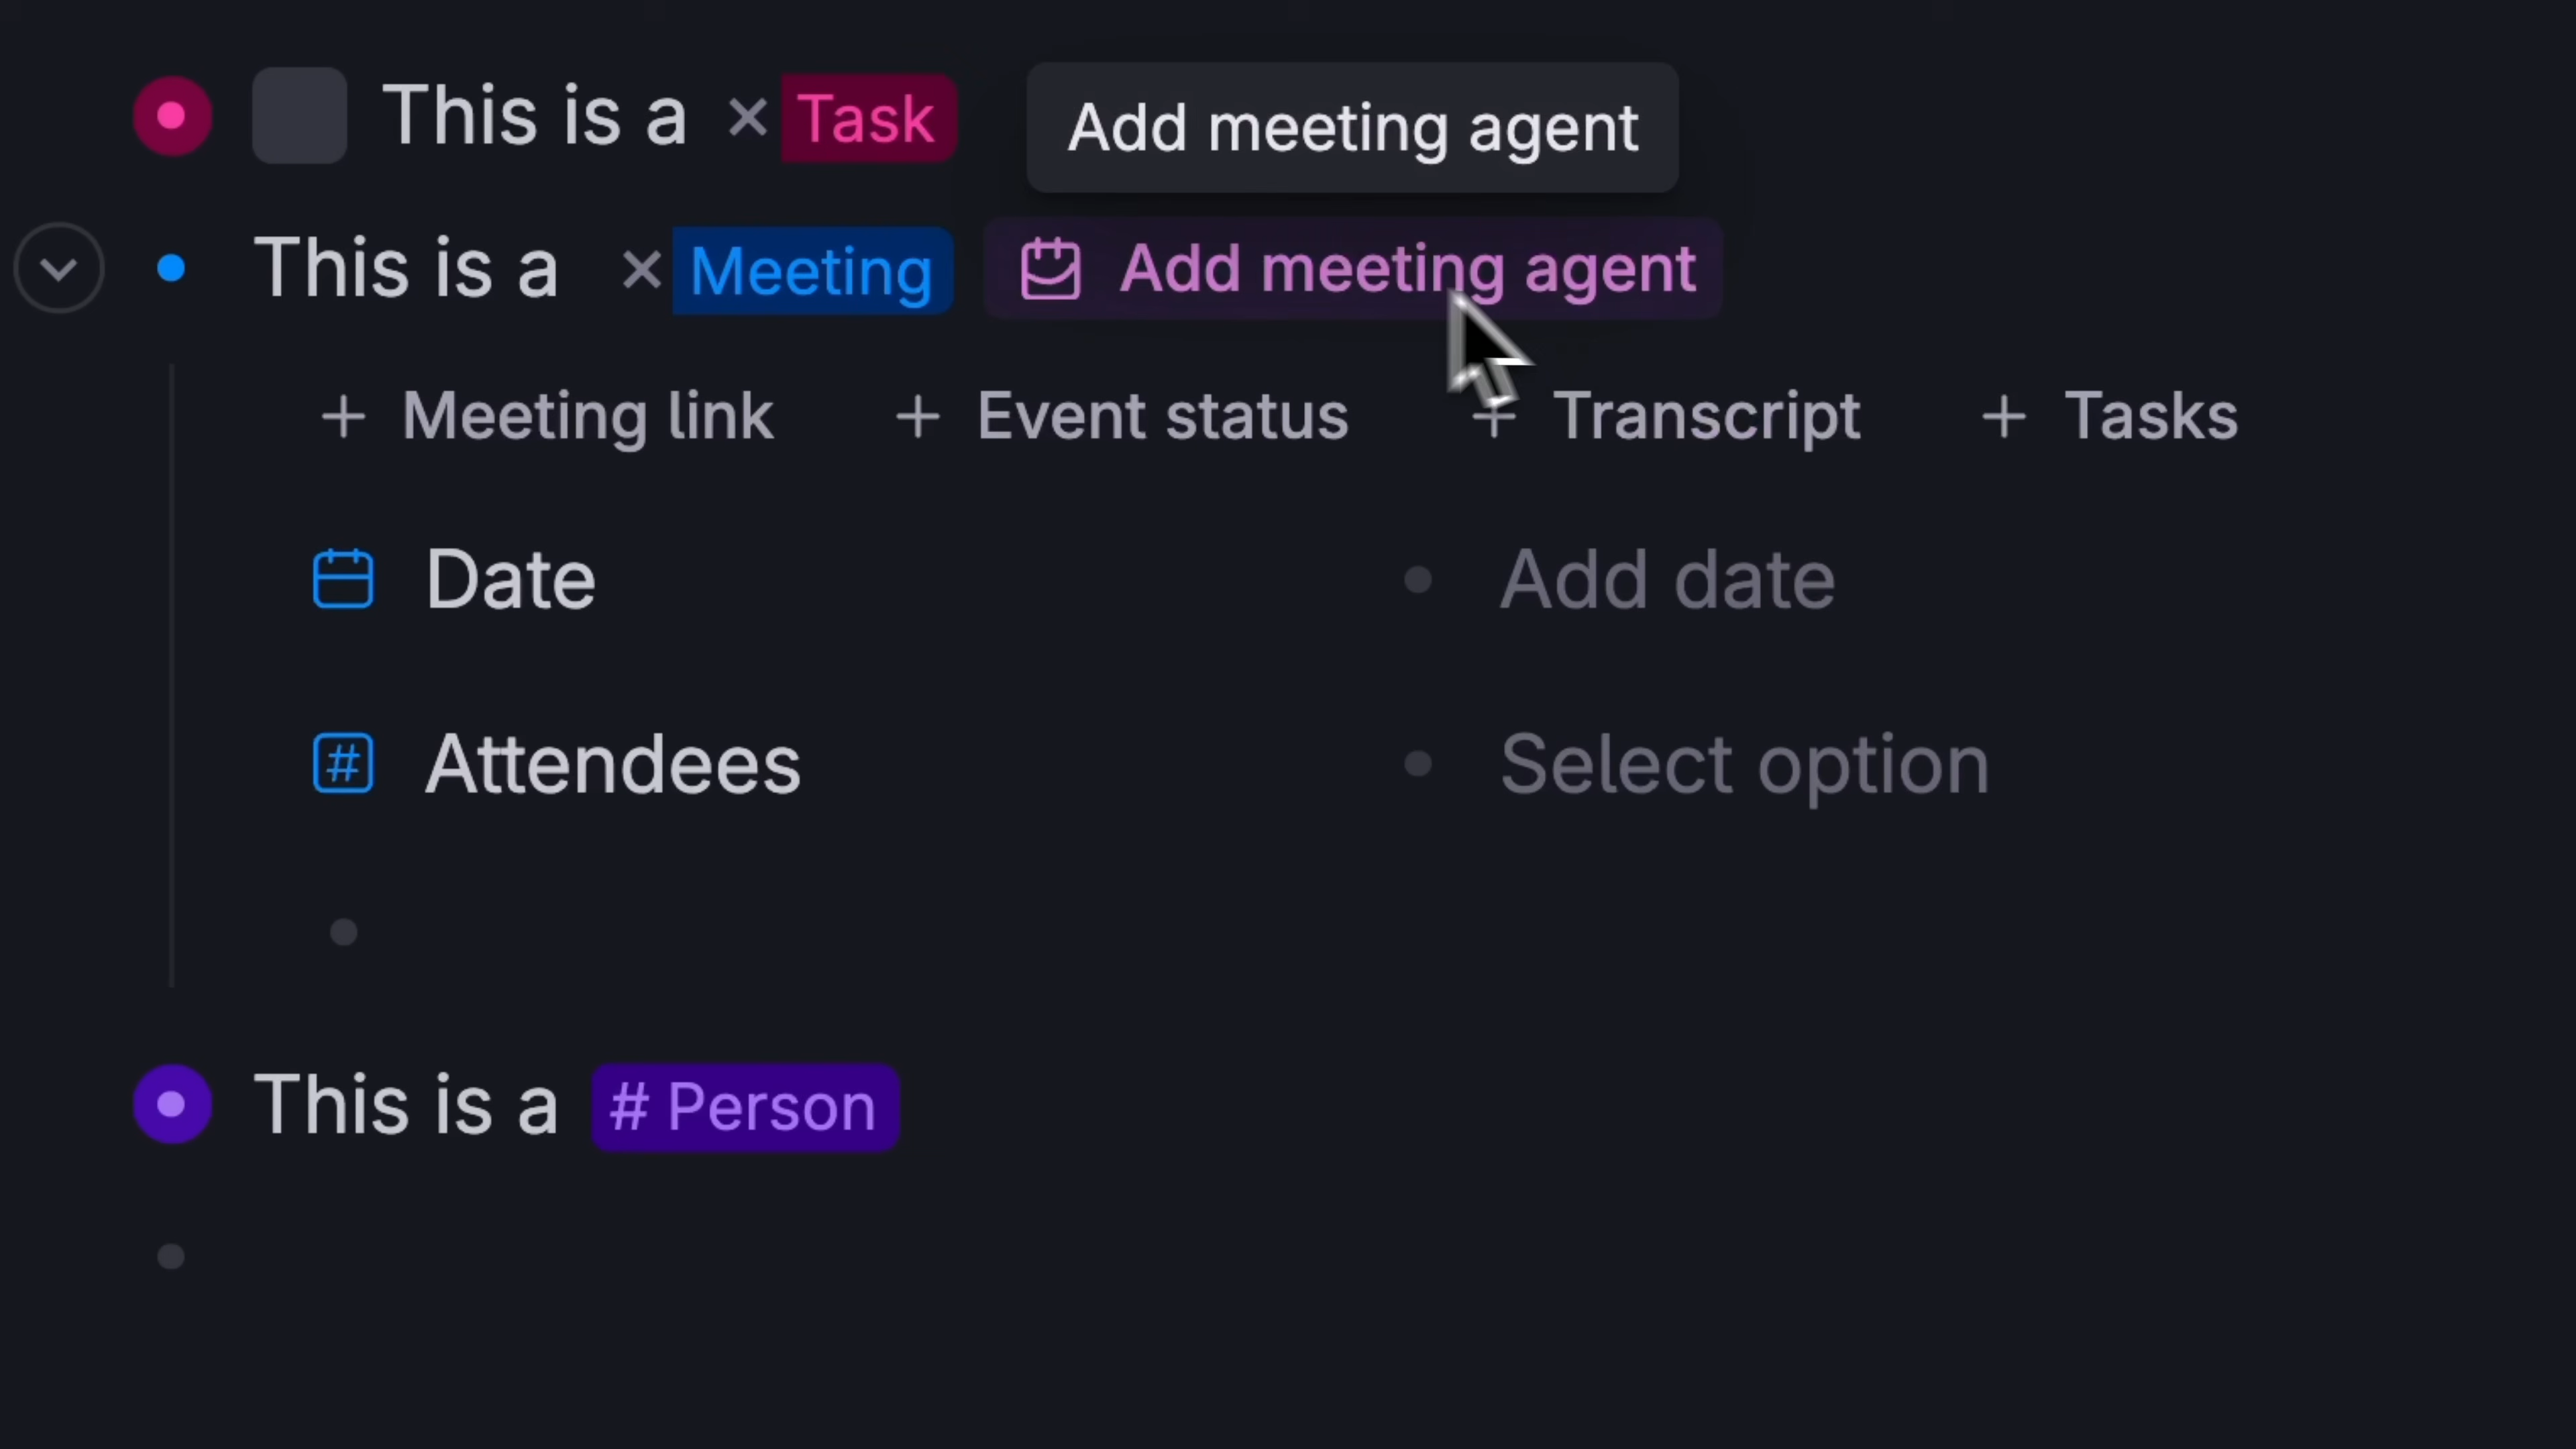 This is a × Task
Add meeting agent
This is a × Meeting Add meeting agent
+ Meeting link + Event status + Transcript + Tasks
Date Add date
# Attendees Select option
This is a # Person